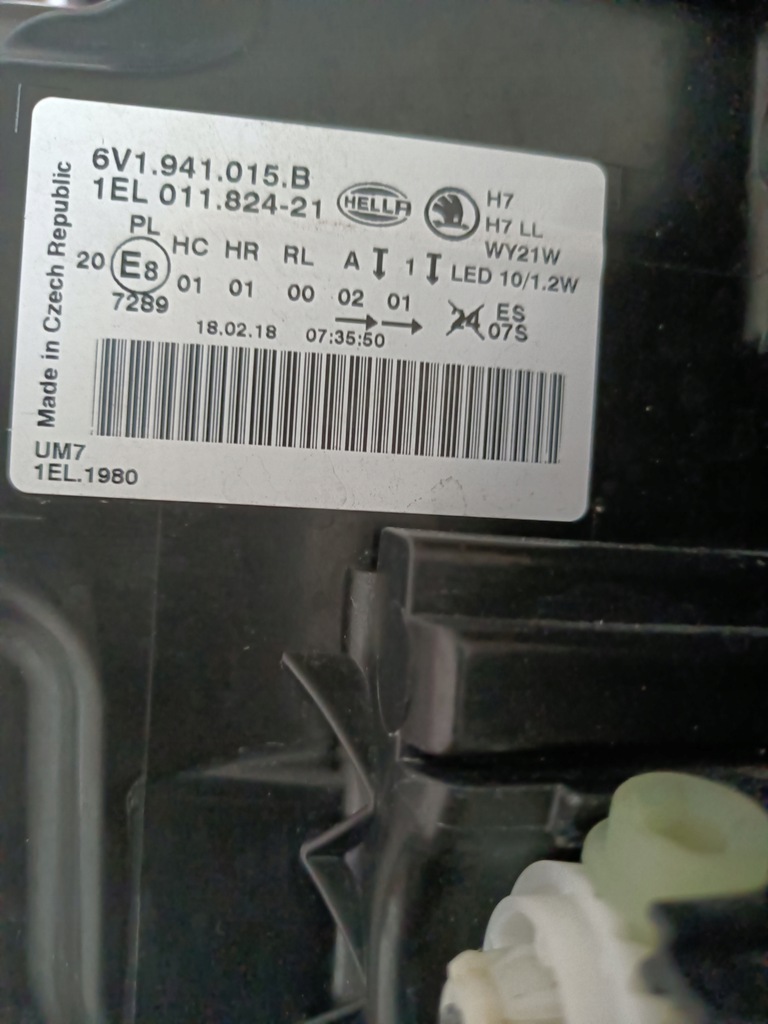 Made in Czech Republic
6V1.941.015.B
1EL 011.824-21
HELLA
H7
H7 LL
WY21W
LED 10/1.2W
PL HC HR RL A 1
20 E8 01 01 00 02 01
7289
24 ES
07S
18.02.18 07:35:50
UM7
1EL.1980